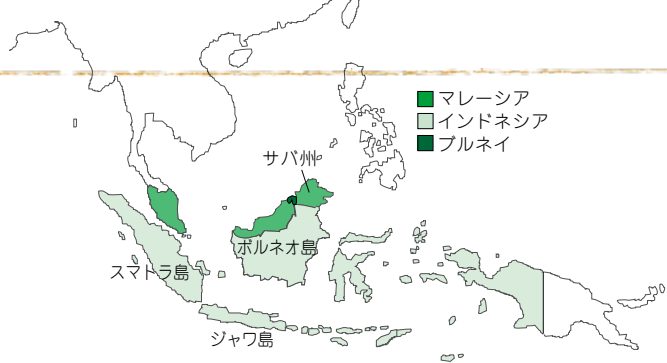 マレーシア
インドネシア
ブルネイ
サバ州
ボルネオ島
スマトラ島
ジャワ島